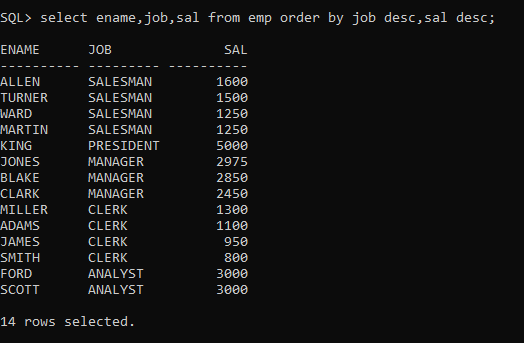 SQL> select ename,job,sal from emp order by job desc,sal desc;
ENAME      JOB              SAL
---------- --------- ----------
ALLEN      SALESMAN        1600
TURNER     SALESMAN        1500
WARD       SALESMAN        1250
MARTIN     SALESMAN        1250
KING       PRESIDENT       5000
JONES      MANAGER         2975
BLAKE      MANAGER         2850
CLARK      MANAGER         2450
MILLER     CLERK           1300
ADAMS      CLERK           1100
JAMES      CLERK            950
SMITH      CLERK            800
FORD       ANALYST         3000
SCOTT      ANALYST         3000
14 rows selected.